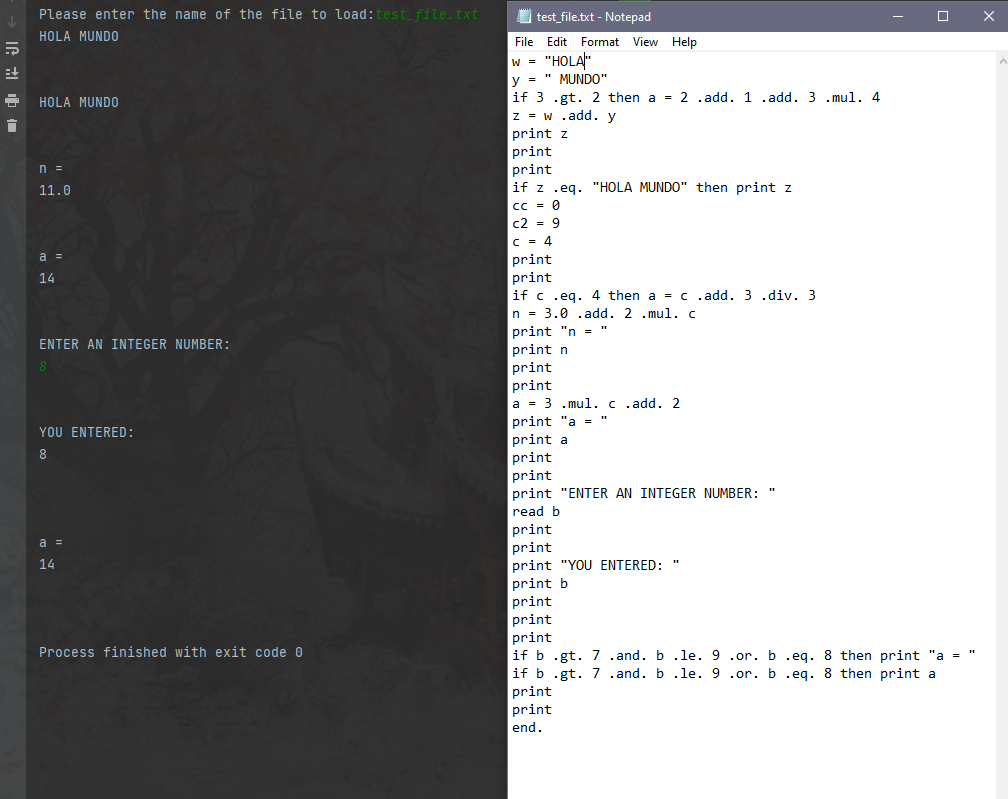 Please enter the name of the file to load:test_file.txt
HOLA MUNDO
HOLA MUNDO
n =
11.0
a =
14
ENTER AN INTEGER NUMBER:
8
YOU ENTERED:
8
a =
14
Process finished with exit code 0
test_file.txt - Notepad
File Edit Format View Help
w = "HOLA"
y = " MUNDO"
if 3 .gt. 2 then a = 2 .add. 1 .add. 3 .mul. 4
z = w .add. y
print z
print
print
if z .eq. "HOLA MUNDO" then print z
cc = 0
c2 = 9
c = 4
print
print
if c .eq. 4 then a = c .add. 3 .div. 3
n = 3.0 .add. 2 .mul. c
print "n = "
print n
print
print
a = 3 .mul. c .add. 2
print "a = "
print a
print
print
print "ENTER AN INTEGER NUMBER: "
read b
print
print
print "YOU ENTERED: "
print b
print
print
print
if b .gt. 7 .and. b .le. 9 .or. b .eq. 8 then print "a = "
if b .gt. 7 .and. b .le. 9 .or. b .eq. 8 then print a
print
print
end.